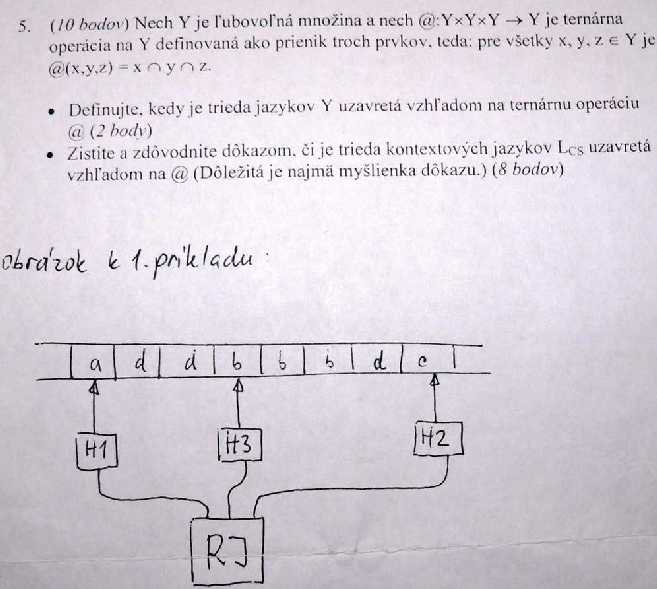 5. (10 bodov) Nech Y je ľubovoľná množina a nech @:Y×Y×Y → Y je ternárna
operácia na Y definovaná ako prienik troch prvkov, teda: pre všetky x, y, z ∈ Y je
@(x,y,z) = x ∩ y ∩ z.
• Definujte, kedy je trieda jazykov Y uzavretá vzhľadom na ternárnu operáciu
@ (2 body)
• Zistite a zdôvodnite dôkazom, či je trieda kontextových jazykov LCS uzavretá
vzhľadom na @ (Dôležitá je najmä myšlienka dôkazu.) (8 bodov)
obrázok k 1. príkladu:
a d d b b b d c
H1 H3 H2
RJ